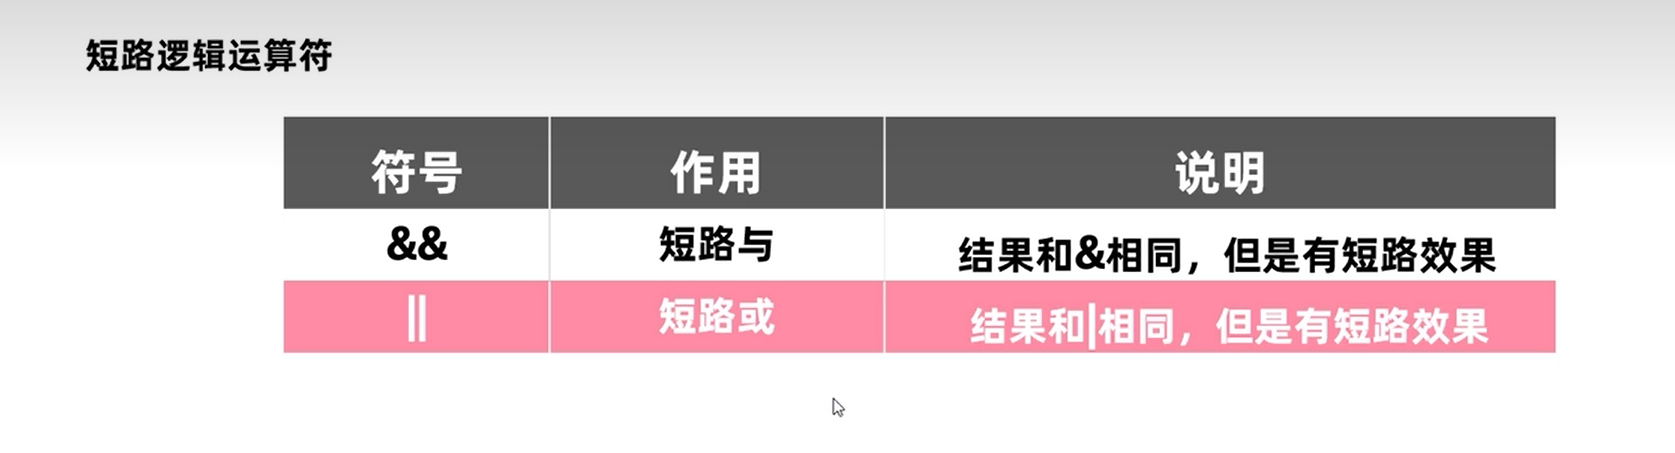 短路逻辑运算符
符号 作用 说明
&& 短路与 结果和&相同，但是有短路效果
|| 短路或 结果和|相同，但是有短路效果